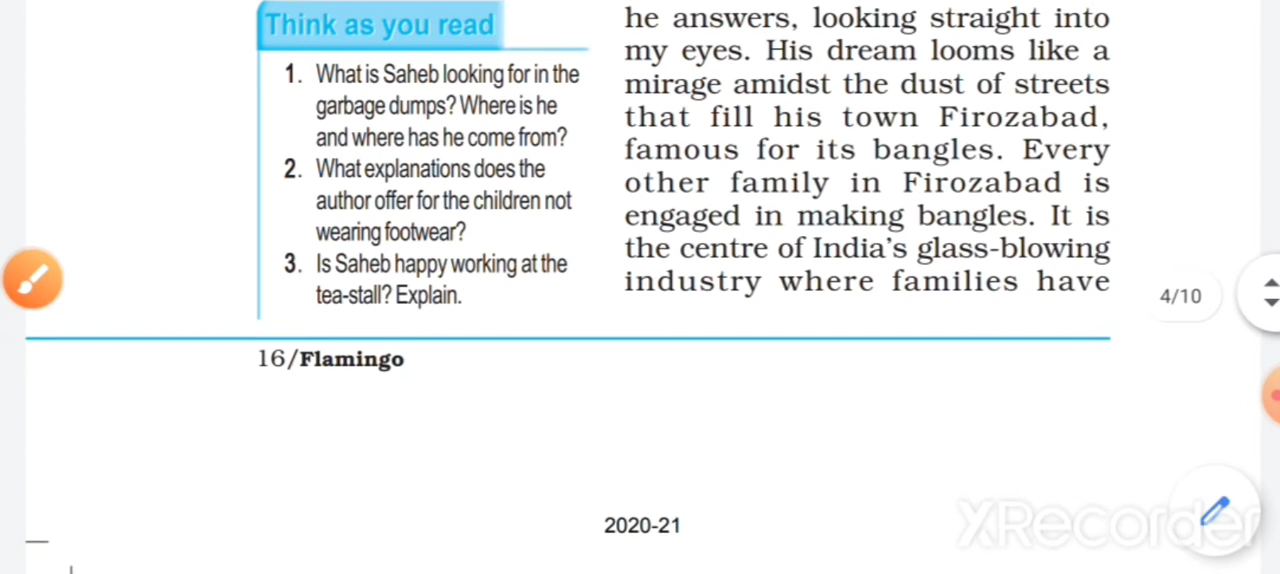 Think as you read
1. What is Saheb looking for in the
garbage dumps? Where is he
and where has he come from?
2. What explanations does the
author offer for the children not
wearing footwear?
3. Is Saheb happy working at the
tea-stall? Explain.
he answers, looking straight into
my eyes. His dream looms like a
mirage amidst the dust of streets
that fill his town Firozabad,
famous for its bangles. Every
other family in Firozabad is
engaged in making bangles. It is
the centre of India's glass-blowing
industry where families have
4/10
16/Flamingo
2020-21
XRecorder